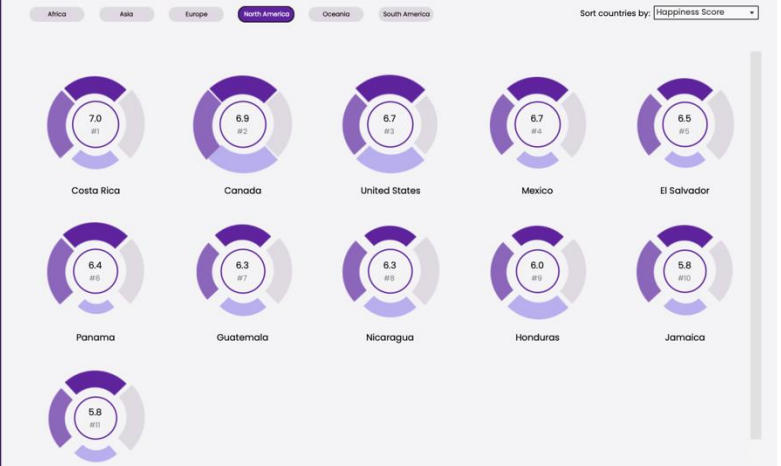 Africa Asia Europe North America Oceania South America Sort countries by: Happiness Score
7.0 6.9 6.7 6.7 6.5
#1 #2 #3 #4 #5
Costa Rica Canada United States Mexico El Salvador
6.4 6.3 6.3 6.0 5.8
#6 #7 #8 #9 #10
Panama Guatemala Nicaragua Honduras Jamaica
5.8
#11